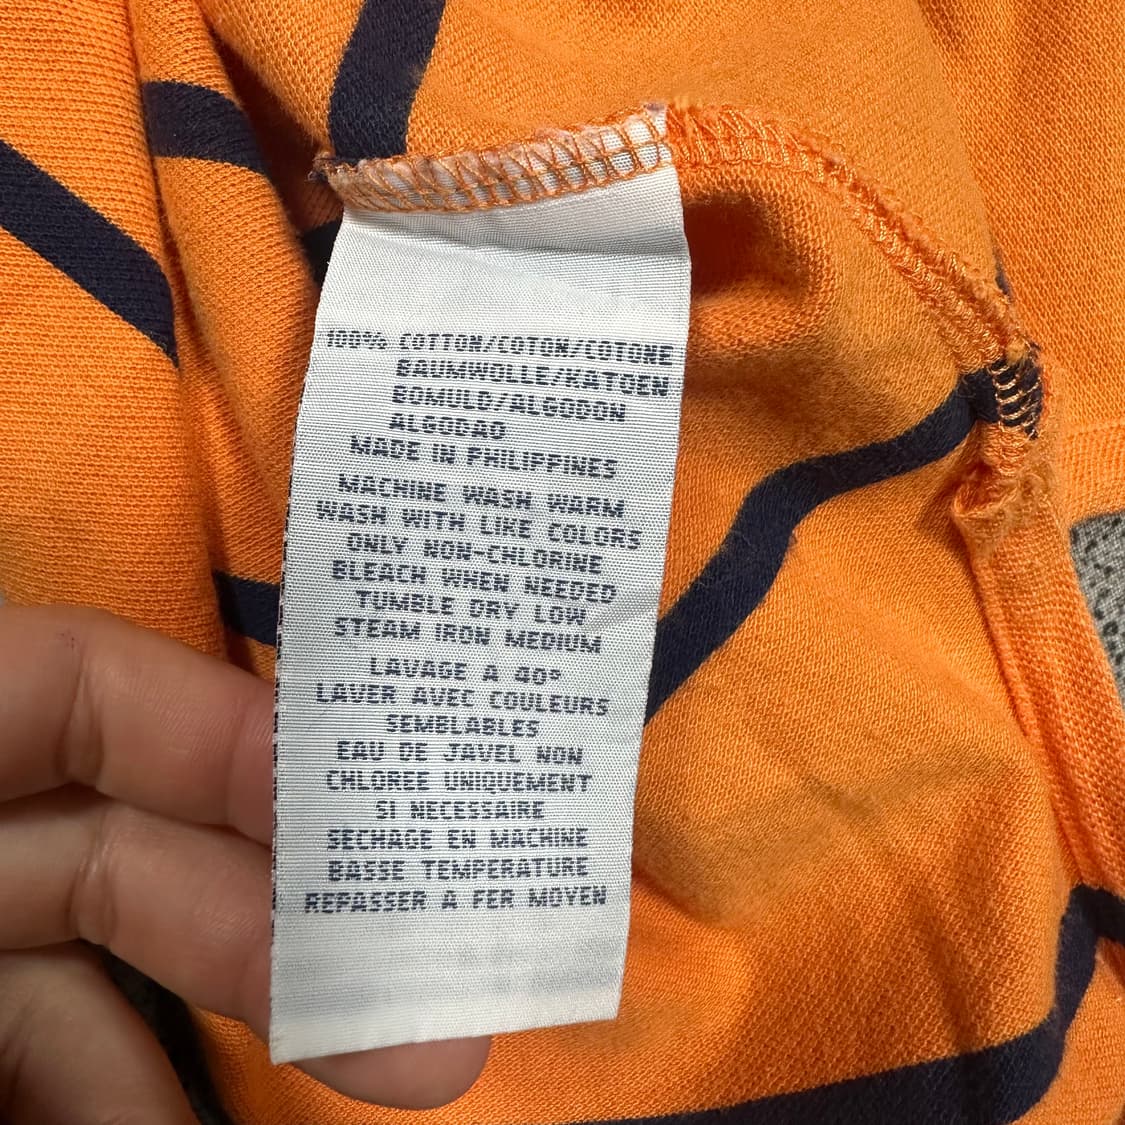 100% COTTON/COTON/COTONE
BAUMWOLLE/KATOEN
BOMULD/ALGODON
ALGODAO
MADE IN PHILIPPINES
MACHINE WASH WARM
WASH WITH LIKE COLORS
ONLY NON-CHLORINE
BLEACH WHEN NEEDED
TUMBLE DRY LOW
STEAM IRON MEDIUM
LAVAGE A 40°
LAVER AVEC COULEURS
SEMBLABLES
EAU DE JAVEL NON
CHLOREE UNIQUEMENT
SI NECESSAIRE
SECHAGE EN MACHINE
BASSE TEMPERATURE
REPASSER A FER MOYEN